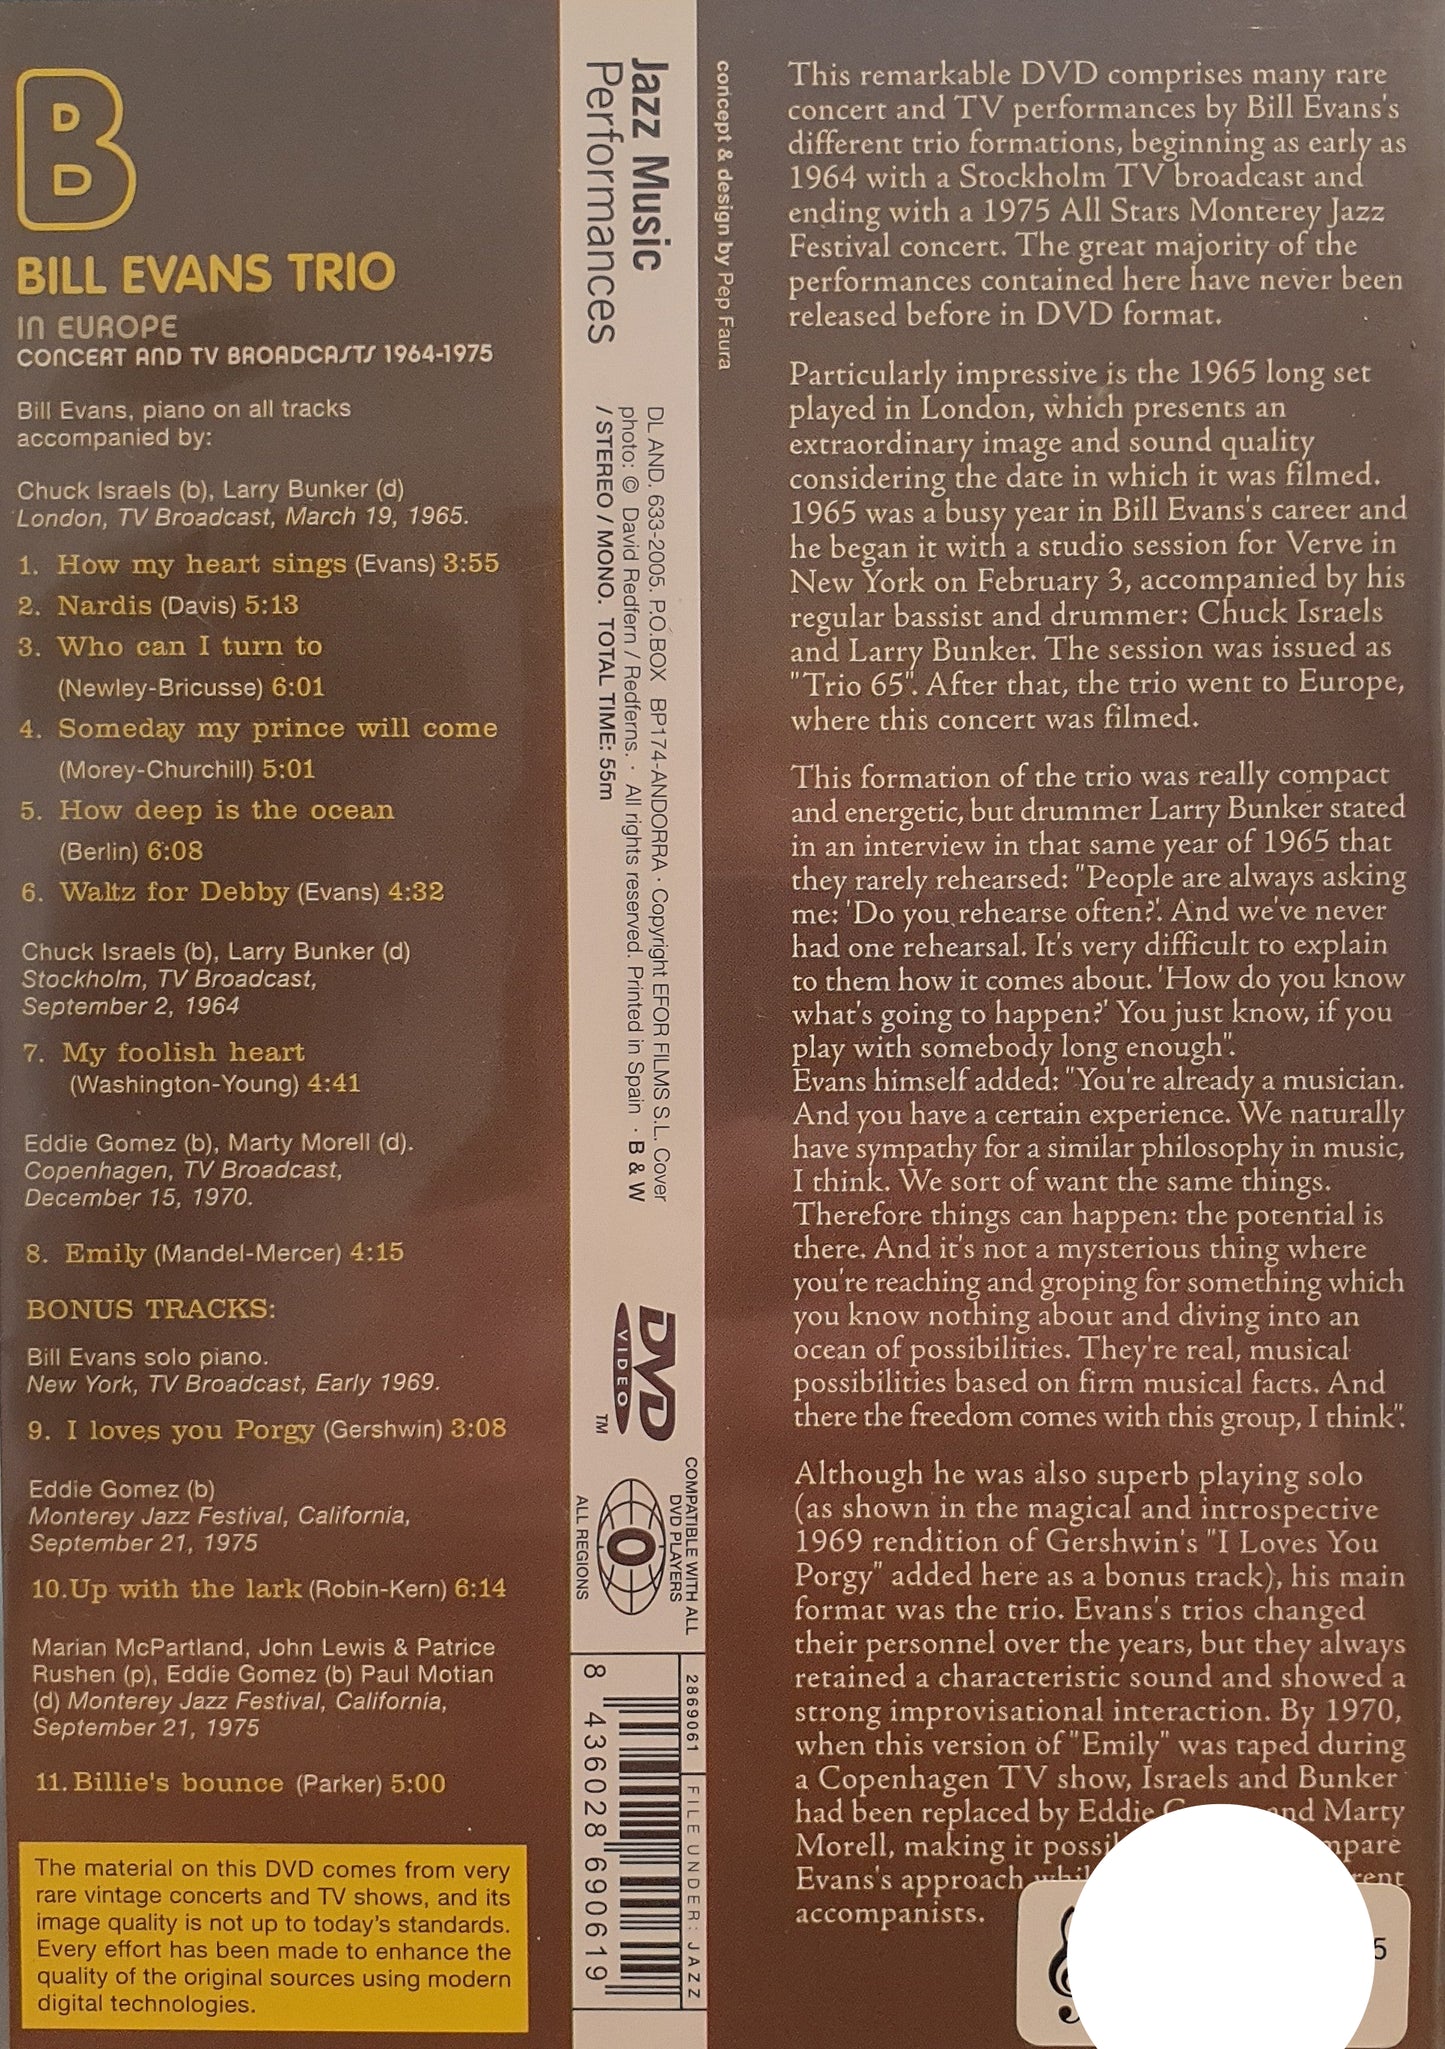 B
D
D
BILL EVANS TRIO
IN EUROPE
CONCERT AND TV BROADCASTS 1964-1975
Bill Evans, piano on all tracks
accompanied by:
Chuck Israels (b), Larry Bunker (d)
London, TV Broadcast, March 19, 1965.
1. How my heart sings (Evans) 3:55
2. Nardis (Davis) 5:13
3. Who can I turn to
(Newley-Bricusse) 6:01
4. Someday my prince will come
(Morey-Churchill) 5:01
5. How deep is the ocean
(Berlin) 6:08
6. Waltz for Debby (Evans) 4:32
Chuck Israels (b), Larry Bunker (d)
Stockholm, TV Broadcast,
September 2, 1964
7. My foolish heart
(Washington-Young) 4:41
Eddie Gomez (b), Marty Morell (d).
Copenhagen, TV Broadcast,
December 15, 1970.
8. Emily (Mandel-Mercer) 4:15
BONUS TRACKS:
Bill Evans solo piano.
New York, TV Broadcast, Early 1969.
9. I loves you Porgy (Gershwin) 3:08
Eddie Gomez (b)
Monterey Jazz Festival, California,
September 21, 1975
10. Up with the lark (Robin-Kern) 6:14
Marian McPartland, John Lewis & Patrice
Rushen (p), Eddie Gomez (b) Paul Motian
(d) Monterey Jazz Festival, California,
September 21, 1975
11. Billie's bounce (Parker) 5:00
The material on this DVD comes from very
rare vintage concerts and TV shows, and its
image quality is not up to today's standards.
Every effort has been made to enhance the
quality of the original sources using modern
digital technologies.
Jazz Music
Performances
DL AND. 633-2005. P.O.BOX BP174-ANDORRA · Copyright EFOR FILMS S.L. Cover
photo: © David Redfern / Redferns. · All rights reserved. Printed in Spain · B & W
/ STEREO / MONO. TOTAL TIME: 55m
DVD
VIDEO
TM
COMPATIBLE WITH ALL
DVD PLAYERS
0
ALL REGIONS
2869061
FILE UNDER: JAZZ
8 436028 690619
concept & design by Pep Faura
This remarkable DVD comprises many rare
concert and TV performances by Bill Evans's
different trio formations, beginning as early as
1964 with a Stockholm TV broadcast and
ending with a 1975 All Stars Monterey Jazz
Festival concert. The great majority of the
performances contained here have never been
released before in DVD format.
Particularly impressive is the 1965 long set
played in London, which presents an
extraordinary image and sound quality
considering the date in which it was filmed.
1965 was a busy year in Bill Evans's career and
he began it with a studio session for Verve in
New York on February 3, accompanied by his
regular bassist and drummer: Chuck Israels
and Larry Bunker. The session was issued as
"Trio 65". After that, the trio went to Europe,
where this concert was filmed.
This formation of the trio was really compact
and energetic, but drummer Larry Bunker stated
in an interview in that same year of 1965 that
they rarely rehearsed: "People are always asking
me: 'Do you rehearse often?'. And we've never
had one rehearsal. It's very difficult to explain
to them how it comes about. 'How do you know
what's going to happen?' You just know, if you
play with somebody long enough".
Evans himself added: "You're already a musician.
And you have a certain experience. We naturally
have sympathy for a similar philosophy in music,
I think. We sort of want the same things.
Therefore things can happen: the potential is
there. And it's not a mysterious thing where
you're reaching and groping for something which
you know nothing about and diving into an
ocean of possibilities. They're real, musical
possibilities based on firm musical facts. And
there the freedom comes with this group, I think".
Although he was also superb playing solo
(as shown in the magical and introspective
1969 rendition of Gershwin's "I Loves You
Porgy" added here as a bonus track), his main
format was the trio. Evans's trios changed
their personnel over the years, but they always
retained a characteristic sound and showed a
strong improvisational interaction. By 1970,
when this version of "Emily" was taped during
a Copenhagen TV show, Israels and Bunker
had been replaced by Eddie and Marty
Morell, making it
Evans's approach
accompanists.
5